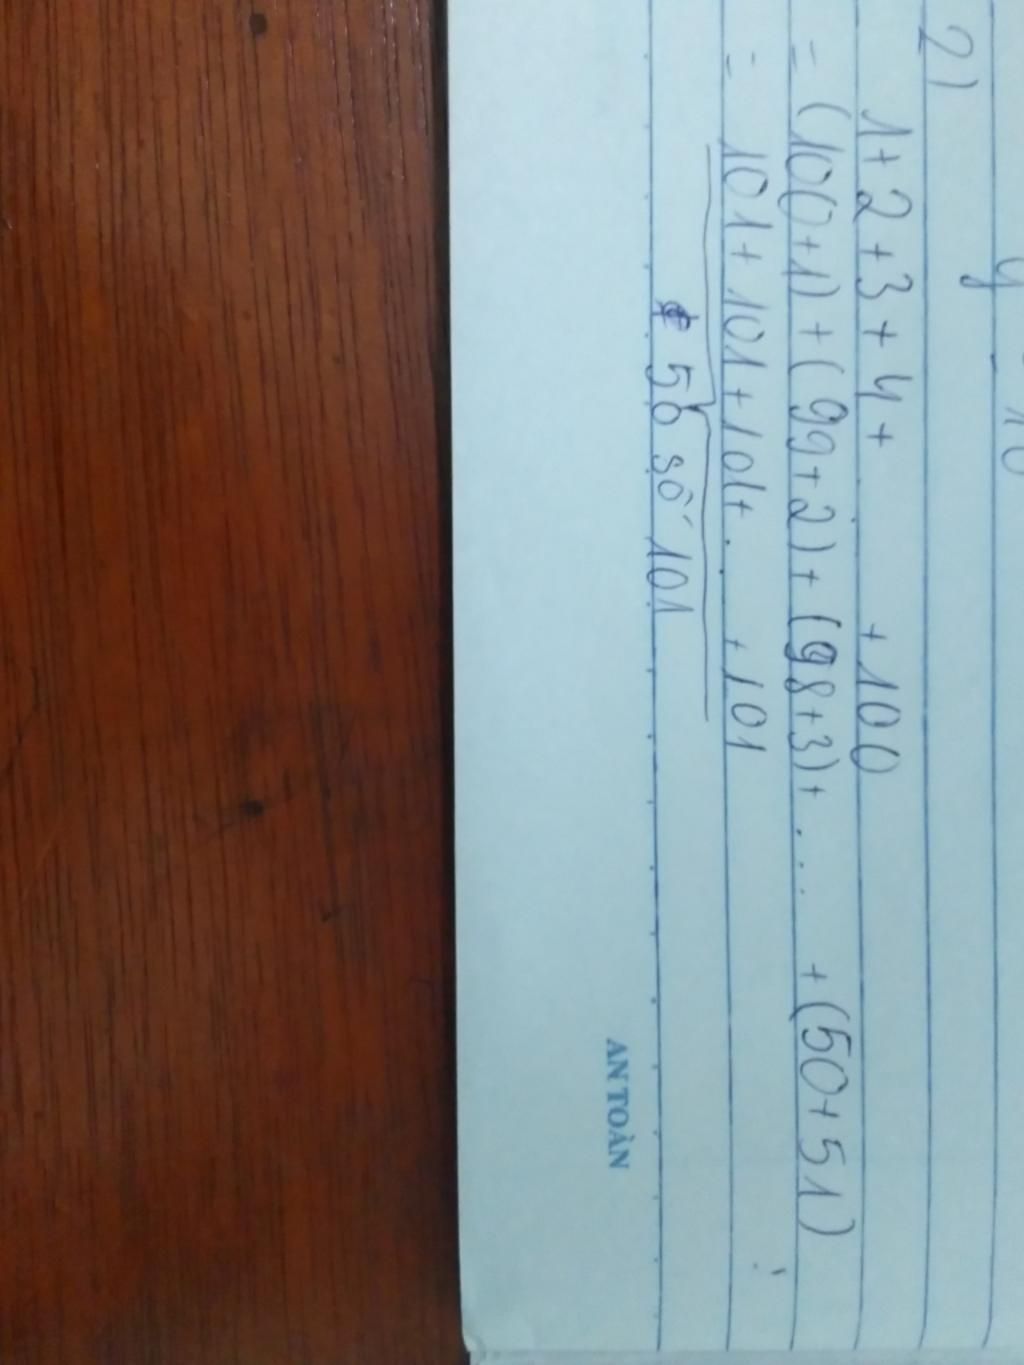 2)
1+2+3+4+ +100
= (100+1)+(99+2)+(98+3)+... +(50+51)
= 101+101+101+.. +101
50 số 101
AN TOÀN